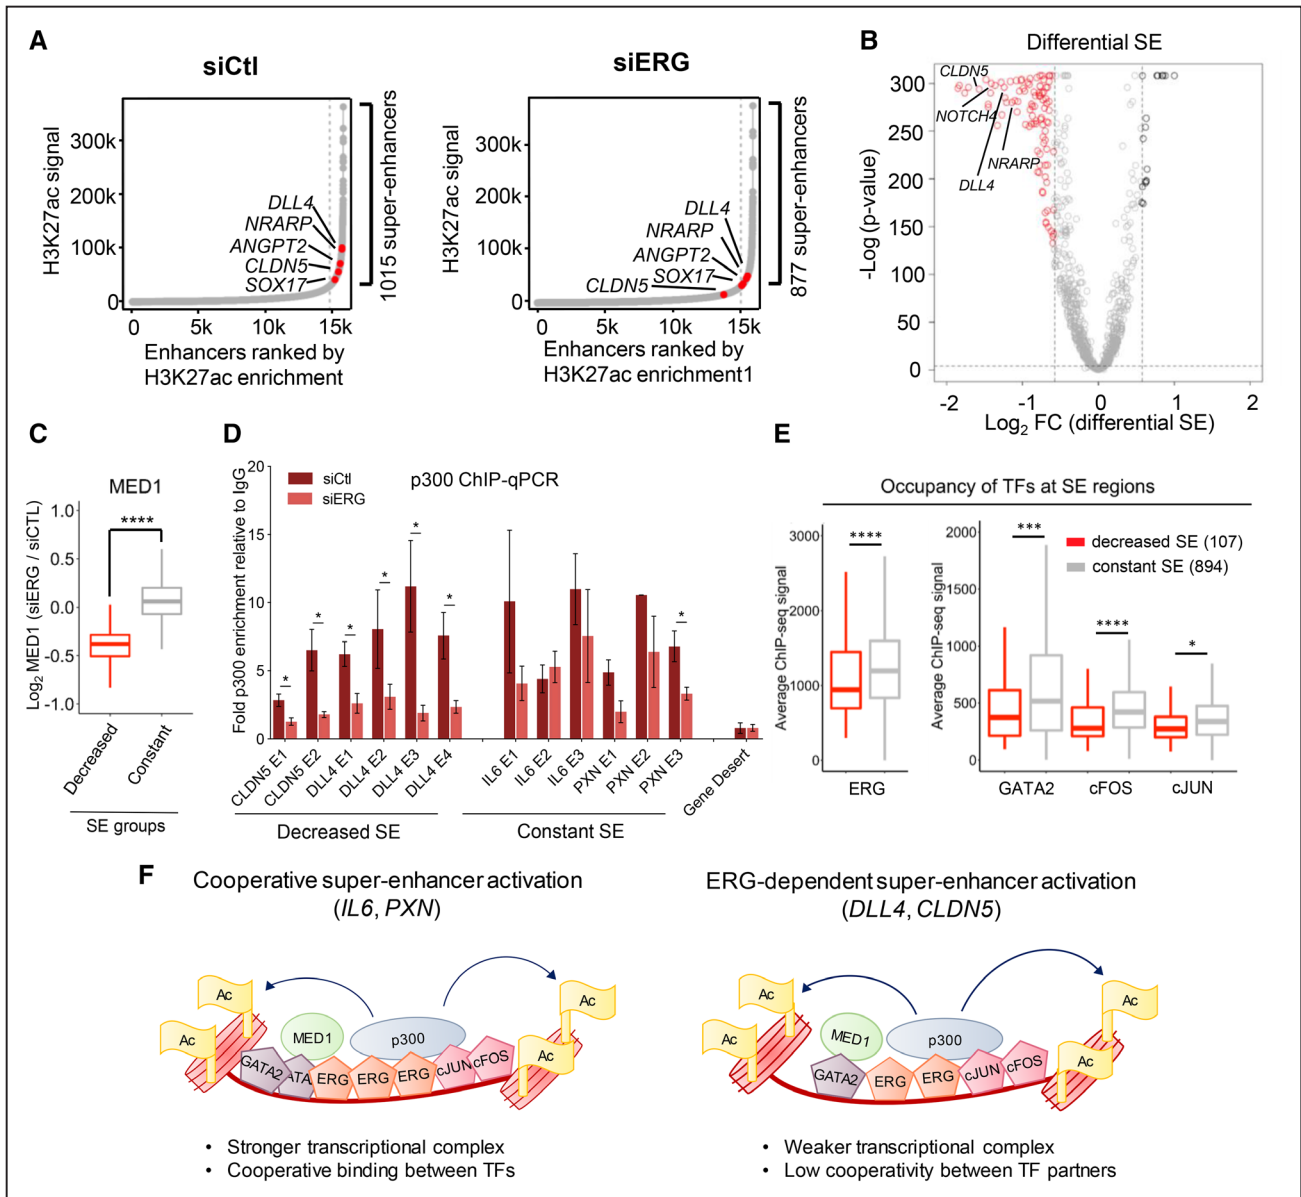 A
siCtl
H3K27ac signal
300k
200k
100k
0
DLL4
NRARP
ANGPT2
CLDN5
SOX17
1015 super-enhancers
0 5k 10k 15k
Enhancers ranked by
H3K27ac enrichment
siERG
H3K27ac signal
300k
200k
100k
0
DLL4
NRARP
ANGPT2
SOX17
CLDN5
877 super-enhancers
0 5k 10k 15k
Enhancers ranked by
H3K27ac enrichment1
B
Differential SE
-Log (p-value)
300
250
200
150
100
50
0
CLDN5
NOTCH4
NRARP
DLL4
-2 -1 0 1 2
Log2 FC (differential SE)
C
MED1
Log2 MED1 (siERG / siCTL)
1.0
0.5
0.0
-0.5
-1.0
****
Decreased
Constant
SE groups
D
p300 ChIP-qPCR
siCtl
siERG
Fold p300 enrichment relative to IgG
20
15
10
5
0
* * * * * * *
CLDN5 E1
CLDN5 E2
DLL4 E1
DLL4 E2
DLL4 E3
DLL4 E4
IL6 E1
IL6 E2
IL6 E3
PXN E1
PXN E2
PXN E3
Gene Desert
Decreased SE
Constant SE
E
Occupancy of TFs at SE regions
Average ChIP-seq signal
3000
2000
1000
0
****
ERG
Average ChIP-seq signal
2000
1500
1000
500
0
***
****
*
decreased SE (107)
constant SE (894)
GATA2 cFOS cJUN
F
Cooperative super-enhancer activation
(IL6, PXN)
Ac
Ac
MED1
p300
GATA2
ATA
ERG
ERG
ERG
cJUN
cFOS
Ac
Ac
• Stronger transcriptional complex
• Cooperative binding between TFs
ERG-dependent super-enhancer activation
(DLL4, CLDN5)
Ac
Ac
MED1
p300
GATA2
ERG
ERG
cJUN
cFOS
Ac
Ac
• Weaker transcriptional complex
• Low cooperativity between TF partners